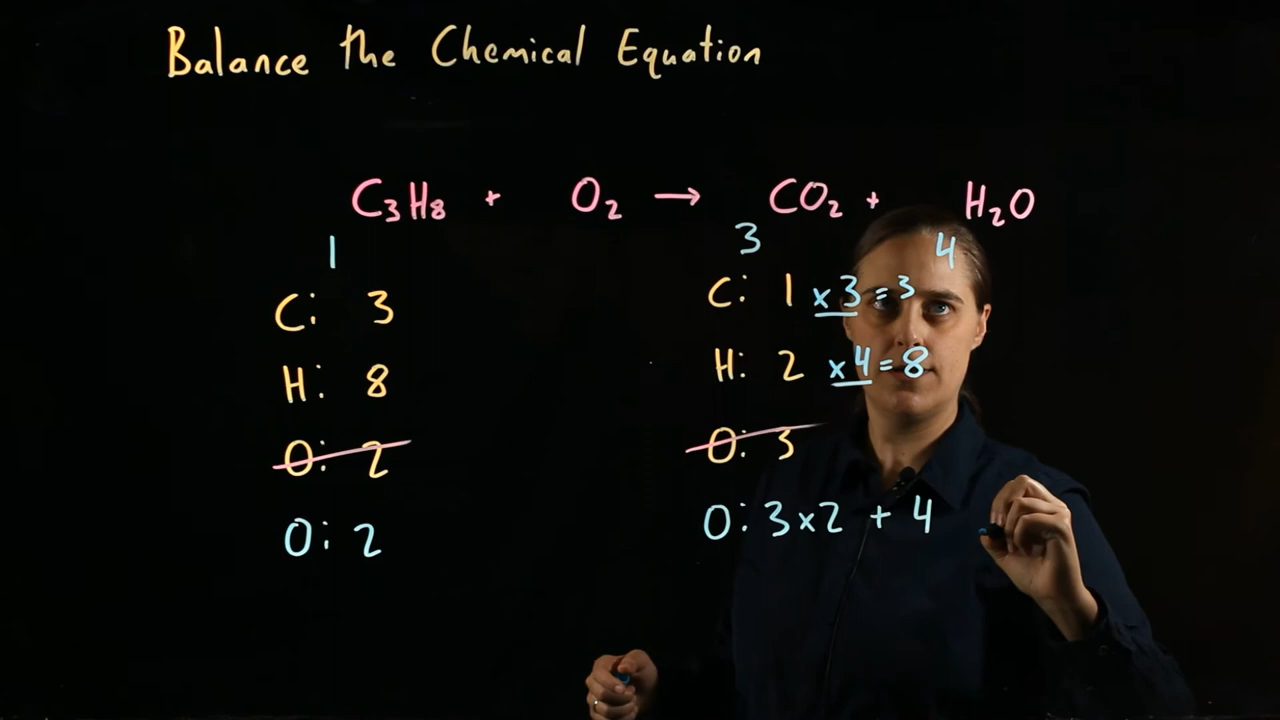 Balance the Chemical Equation
C₃H₈ + O₂ → CO₂ + H₂O
1 3 4
C: 3 C: 1 x3 = 3
H: 8 H: 2 x4 = 8
O: 2 O: 3
O: 2 O: 3x2 + 4